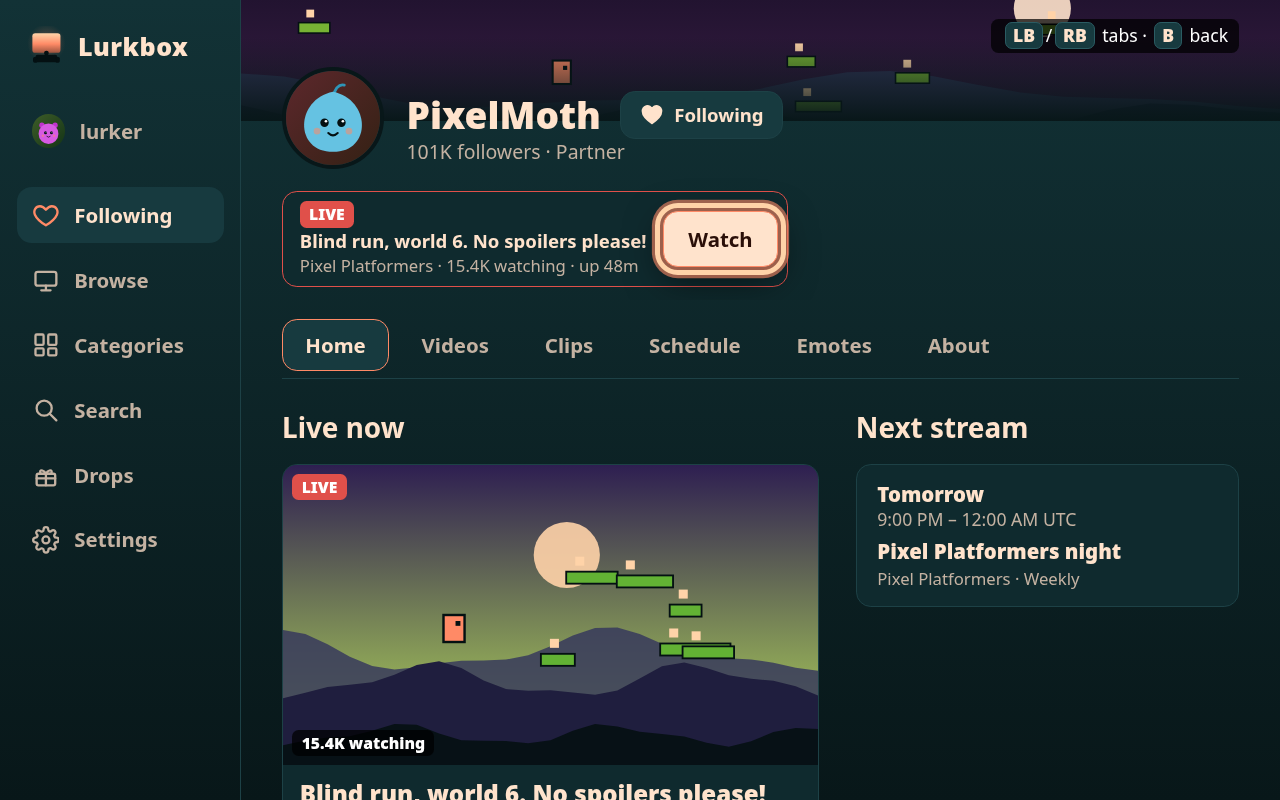 Lurkbox
lurker
Following
Browse
Categories
Search
Drops
Settings
LB / RB tabs · B back
PixelMoth
Following
101K followers · Partner
LIVE
Blind run, world 6. No spoilers please!
Pixel Platformers · 15.4K watching · up 48m
Watch
Home Videos Clips Schedule Emotes About
Live now
LIVE
15.4K watching
Blind run, world 6. No spoilers please!
Next stream
Tomorrow
9:00 PM – 12:00 AM UTC
Pixel Platformers night
Pixel Platformers · Weekly